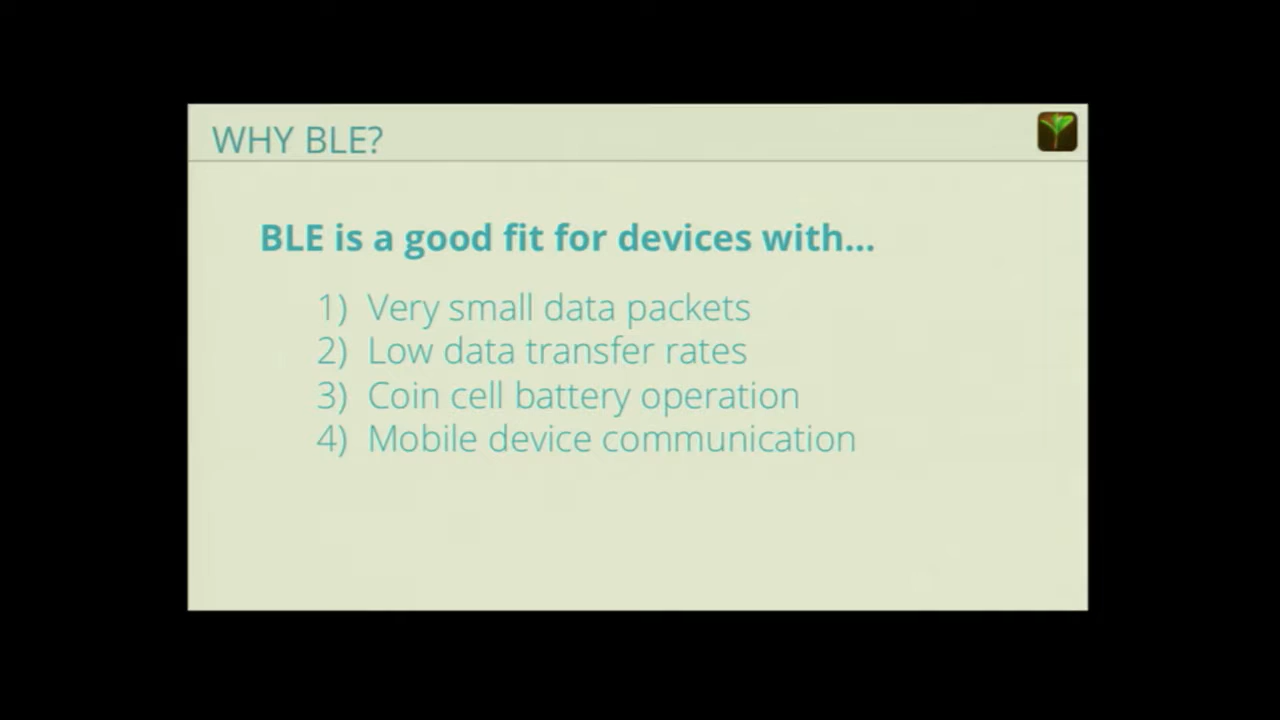 WHY BLE?
BLE is a good fit for devices with...
1) Very small data packets
2) Low data transfer rates
3) Coin cell battery operation
4) Mobile device communication